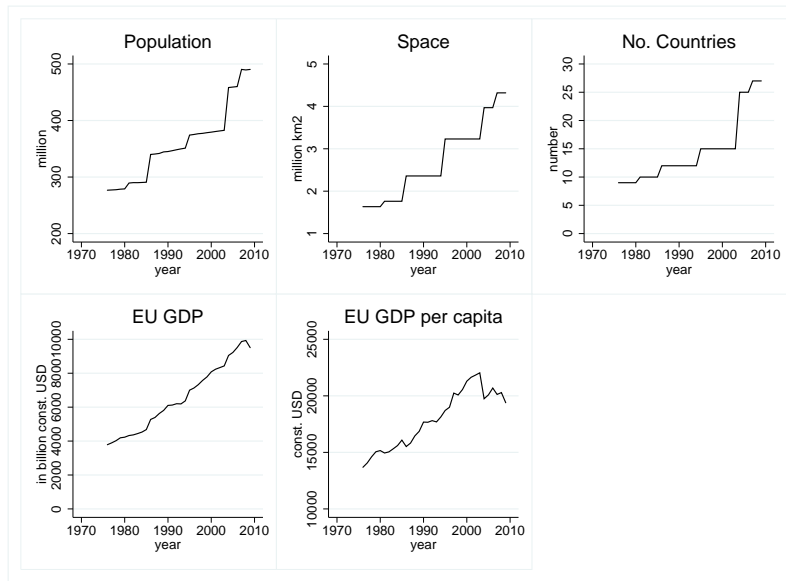 Population
million
500
400
300
200
1970 1980 1990 2000 2010
year
Space
million km2
5
4
3
2
1
1970 1980 1990 2000 2010
year
No. Countries
number
30
25
20
15
10
5
0
1970 1980 1990 2000 2010
year
EU GDP
in billion const. USD
10000
8000
6000
4000
2000
0
1970 1980 1990 2000 2010
year
EU GDP per capita
const. USD
25000
20000
15000
10000
1970 1980 1990 2000 2010
year